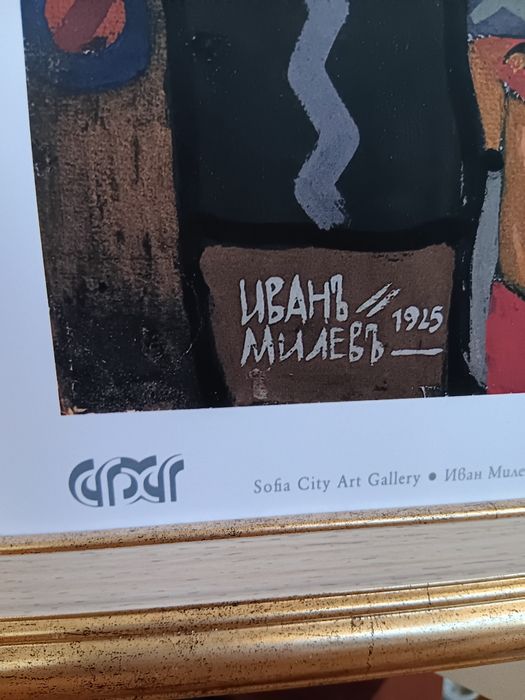 ИВАНЪ //
МИЛЕВЪ 1925
Sofia City Art Gallery • Иван Миле